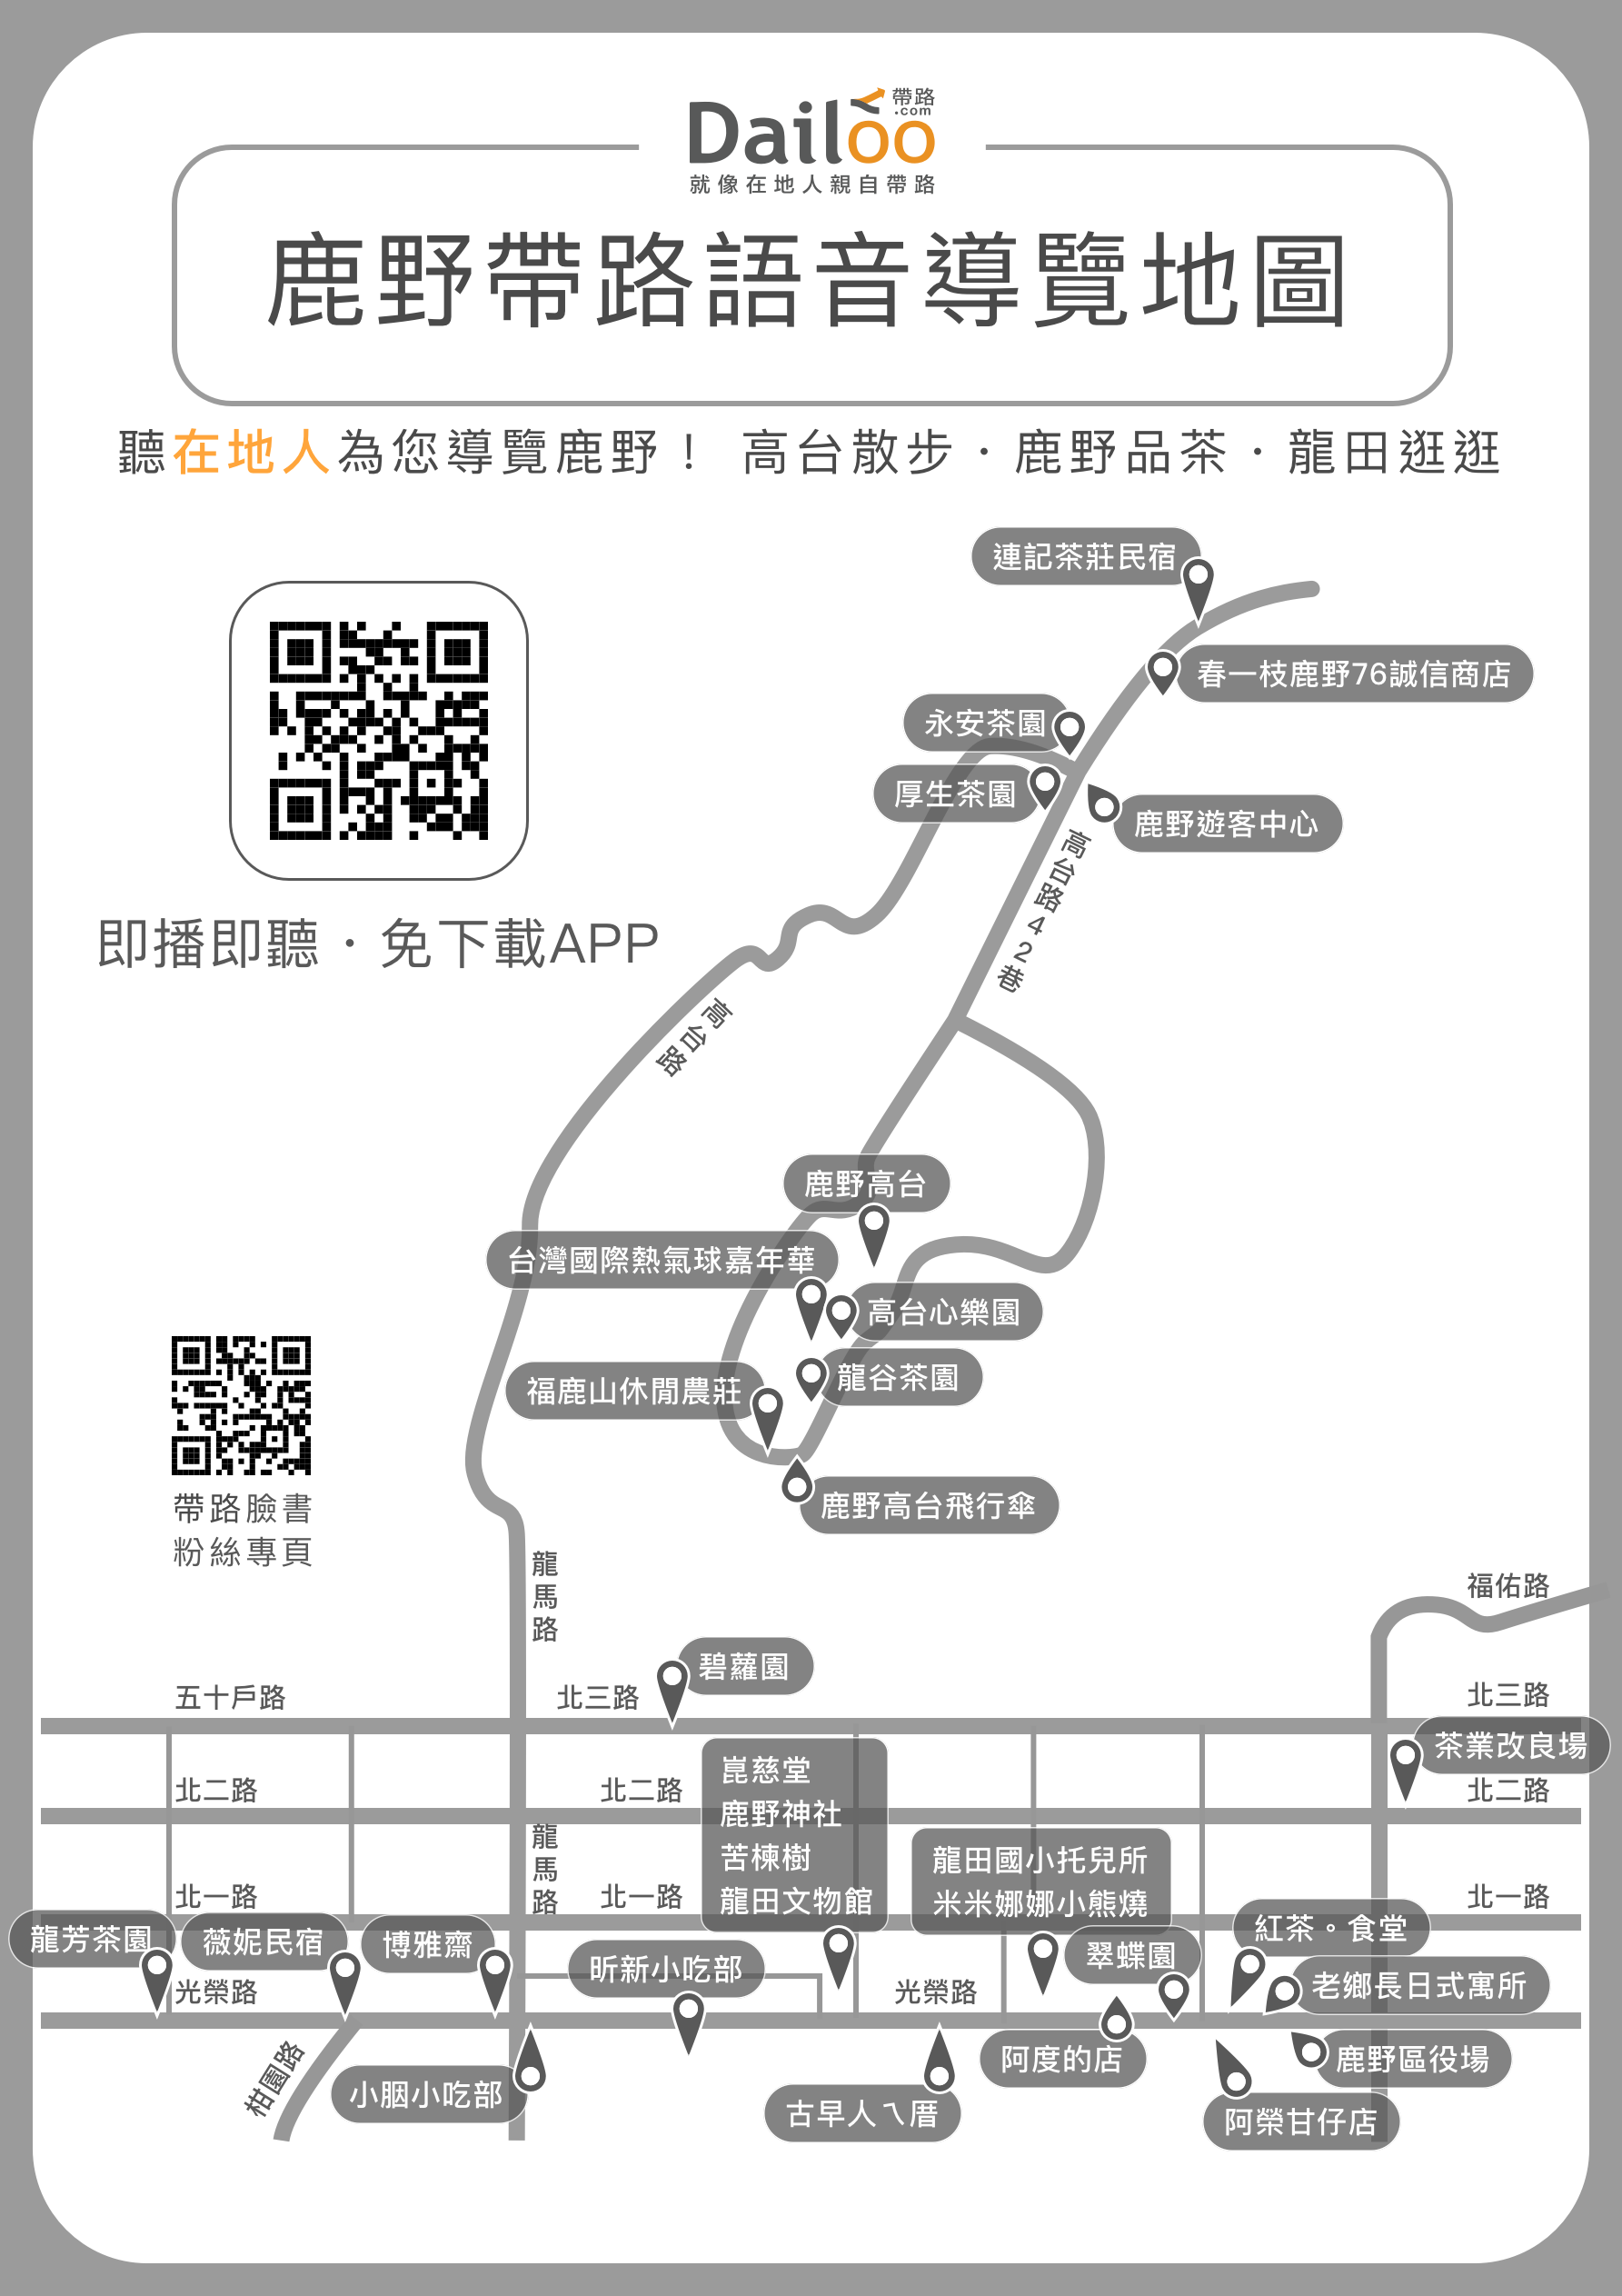 Dailoo
帶路
.com
就像在地人親自帶路
鹿野帶路語音導覽地圖
聽在地人為您導覽鹿野！ 高台散步．鹿野品茶．龍田逛逛
連記茶莊民宿
春一枝鹿野76誠信商店
永安茶園
厚生茶園
鹿野遊客中心
高台路42巷
即播即聽．免下載APP
高台路
鹿野高台
台灣國際熱氣球嘉年華
高台心樂園
龍谷茶園
福鹿山休閒農莊
鹿野高台飛行傘
帶路臉書
粉絲專頁
龍馬路
福佑路
碧蘿園
五十戶路
北三路
北三路
茶業改良場
崑慈堂
鹿野神社
苦楝樹
龍田文物館
北二路
北二路
北二路
龍馬路
龍田國小托兒所
米米娜娜小熊燒
北一路
北一路
北一路
龍芳茶園
薇妮民宿
博雅齋
昕新小吃部
翠蝶園
紅茶。食堂
老鄉長日式寓所
光榮路
光榮路
阿度的店
鹿野區役場
柑園路
小胭小吃部
古早人ㄟ厝
阿榮甘仔店